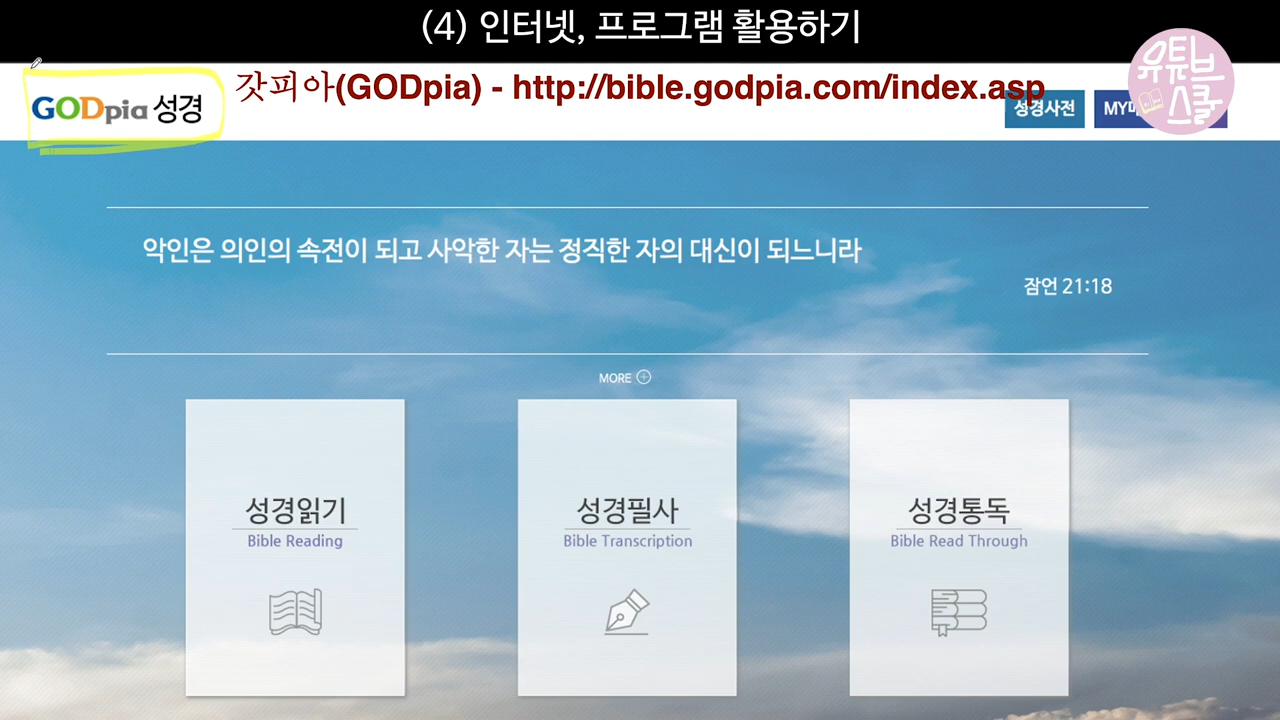 (4) 인터넷, 프로그램 활용하기
갓피아(GODpia) - http://bible.godpia.com/index.asp
유튜브
스쿨
GODpia 성경
성경사전
MY
악인은 의인의 속전이 되고 사악한 자는 정직한 자의 대신이 되느니라
잠언 21:18
MORE
성경읽기
Bible Reading
성경필사
Bible Transcription
성경통독
Bible Read Through